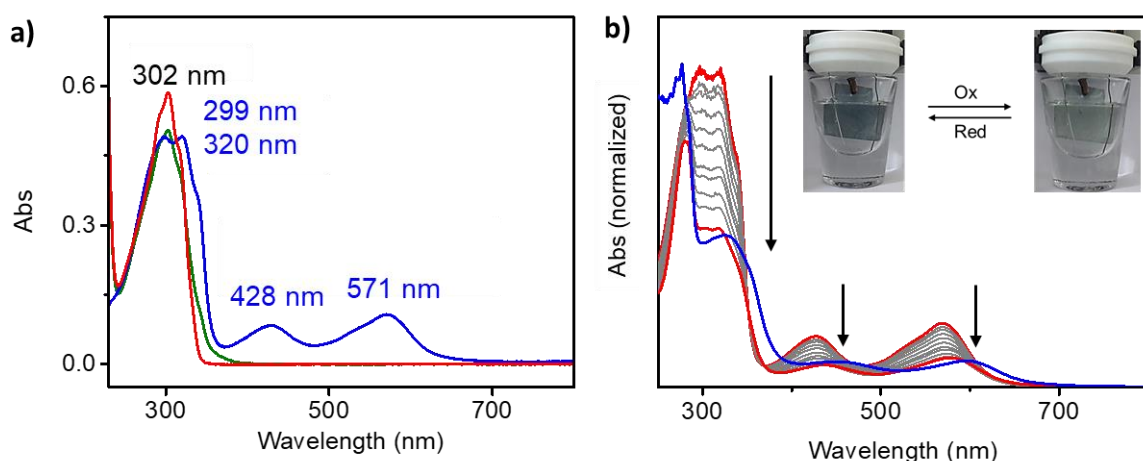 a)
0.6
0.3
0.0
Abs
302 nm
299 nm
320 nm
428 nm
571 nm
300
500
700
Wavelength (nm)
b)
Abs (normalized)
Ox
Red
300
500
700
Wavelength (nm)